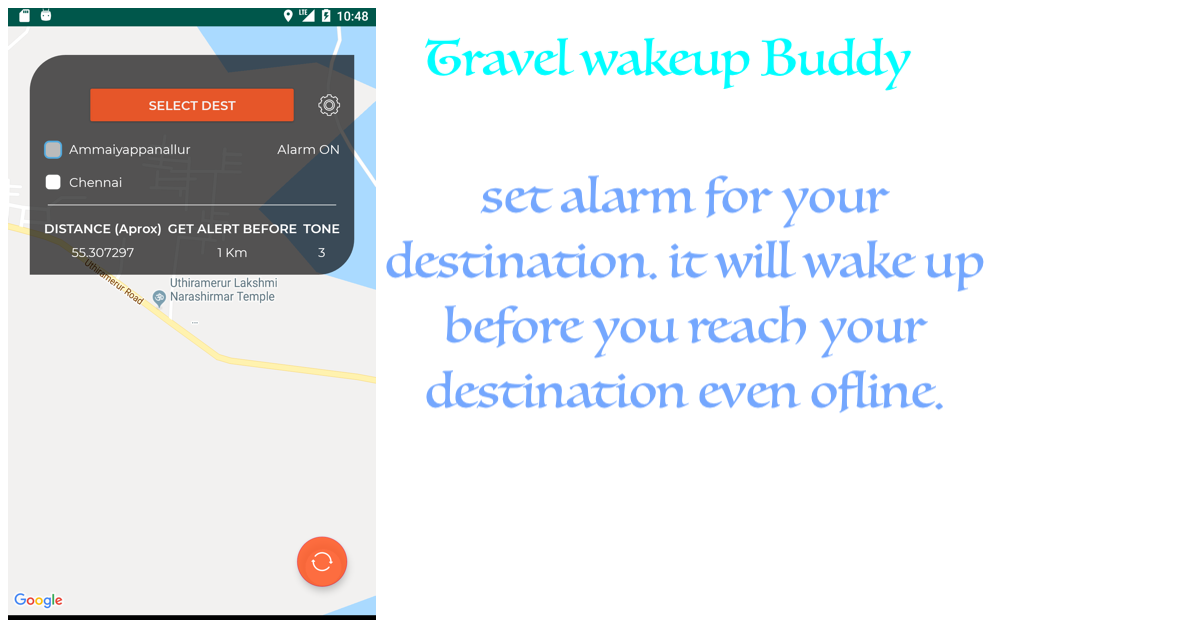 LTE 10:48
SELECT DEST
Ammaiyappanallur Alarm ON
Chennai
DISTANCE (Aprox) GET ALERT BEFORE TONE
55.307297 1 Km 3
Uthiramerur Road
Uthiramerur Lakshmi
Narashirmar Temple
...
Google
Travel wakeup Buddy
set alarm for your
destination. it will wake up
before you reach your
destination even ofline.